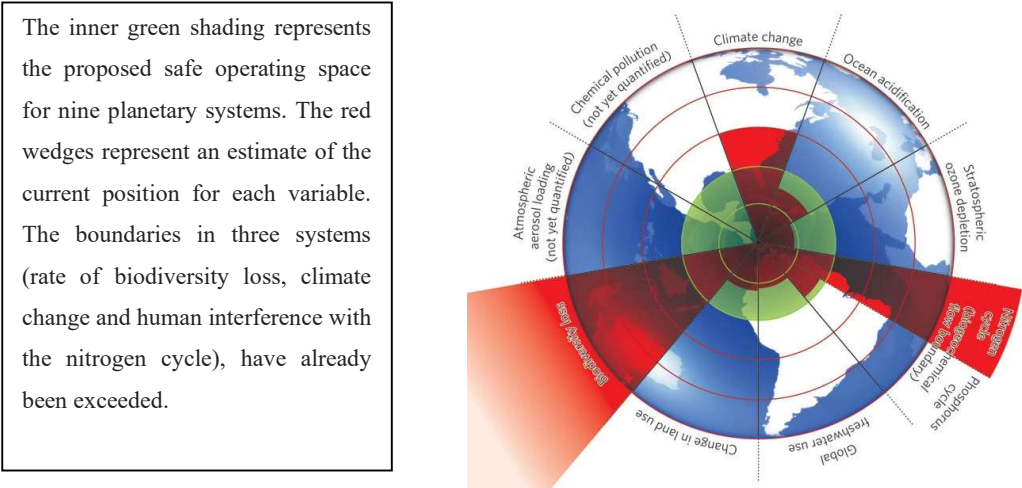 The inner green shading represents
the proposed safe operating space
for nine planetary systems. The red
wedges represent an estimate of the
current position for each variable.
The boundaries in three systems
(rate of biodiversity loss, climate
change and human interference with
the nitrogen cycle), have already
been exceeded.
Climate change
Ocean acidification
Stratospheric
ozone depletion
Nitrogen
cycle
(biogeochemical
flow boundary)
Phosphorus
cycle
Global
freshwater use
Change in land use
Biodiversity loss
Atmospheric
aerosol loading
(not yet quantified)
Chemical pollution
(not yet quantified)